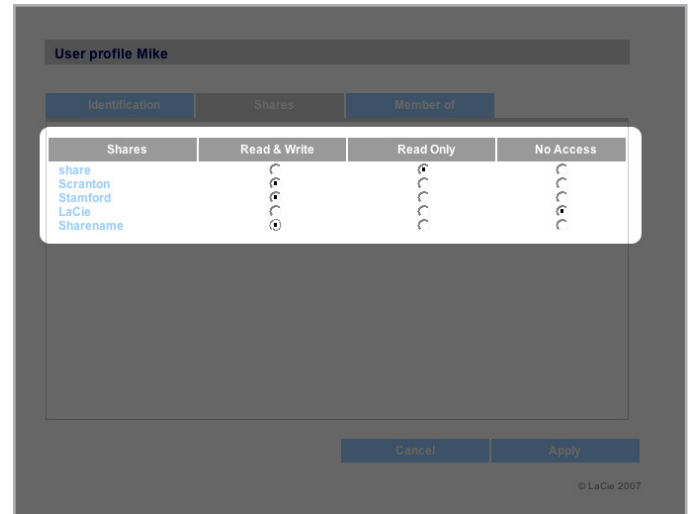 User profile Mike
Identification Shares Member of
Shares Read & Write Read Only No Access
share
Scranton
Stamford
LaCie
Sharename
Cancel Apply
© LaCie 2007